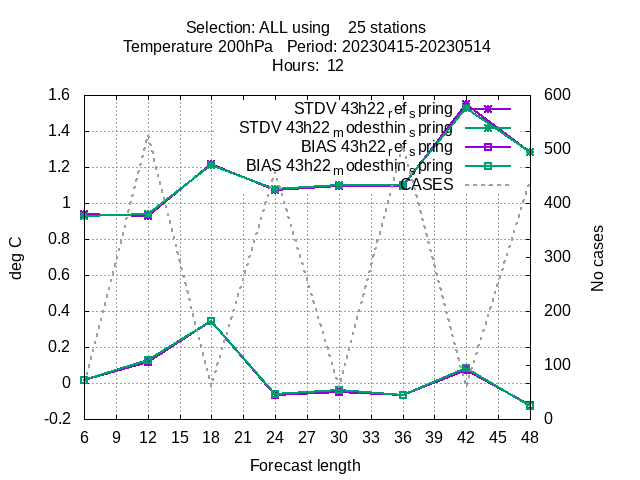 Selection: ALL using    25 stations
Temperature 200hPa   Period: 20230415-20230514
Hours:  12
STDV 43h22_ref_spring
STDV 43h22_modesthin_spring
BIAS 43h22_ref_spring
BIAS 43h22_modesthin_spring
CASES
1.6
1.4
1.2
1
0.8
0.6
0.4
0.2
0
-0.2
deg C
600
500
400
300
200
100
0
No cases
6 9 12 15 18 21 24 27 30 33 36 39 42 45 48
Forecast length